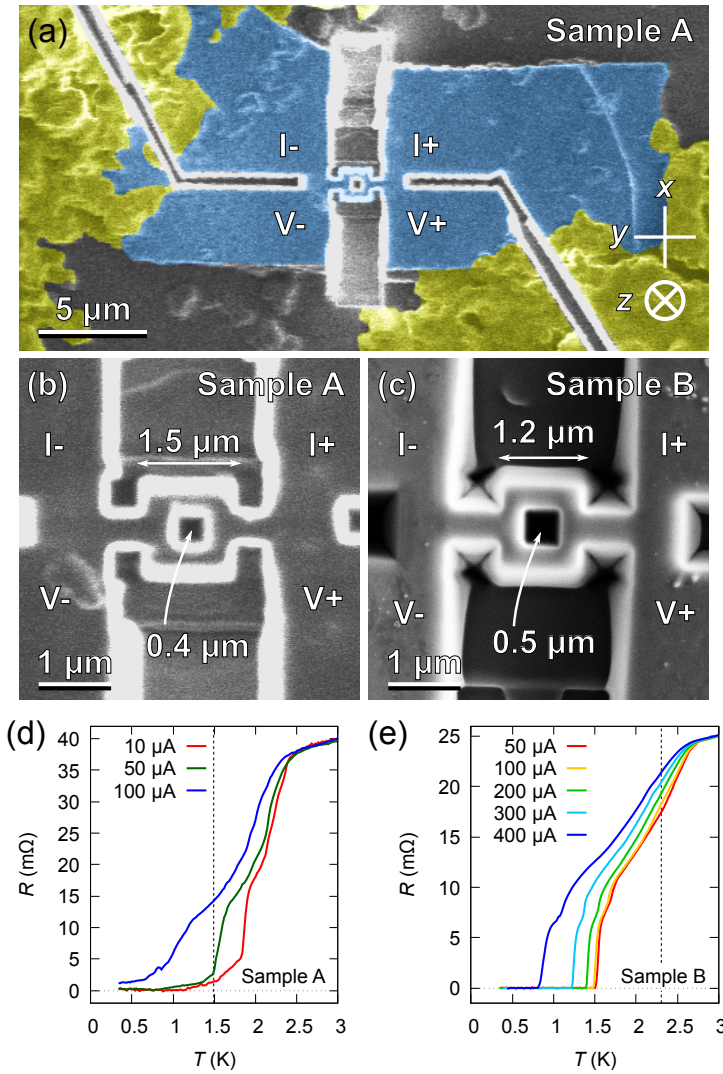 (a)
Sample A
I-
I+
V-
V+
x
y
z
5 μm
(b)
Sample A
I-
I+
1.5 μm
V-
V+
0.4 μm
1 μm
(c)
Sample B
I-
I+
1.2 μm
V-
V+
0.5 μm
1 μm
(d)
R (mΩ)
40
35
30
25
20
15
10
5
0
10 μA
50 μA
100 μA
Sample A
0 0.5 1 1.5 2 2.5 3
T (K)
(e)
R (mΩ)
25
20
15
10
5
0
50 μA
100 μA
200 μA
300 μA
400 μA
Sample B
0 0.5 1 1.5 2 2.5 3
T (K)